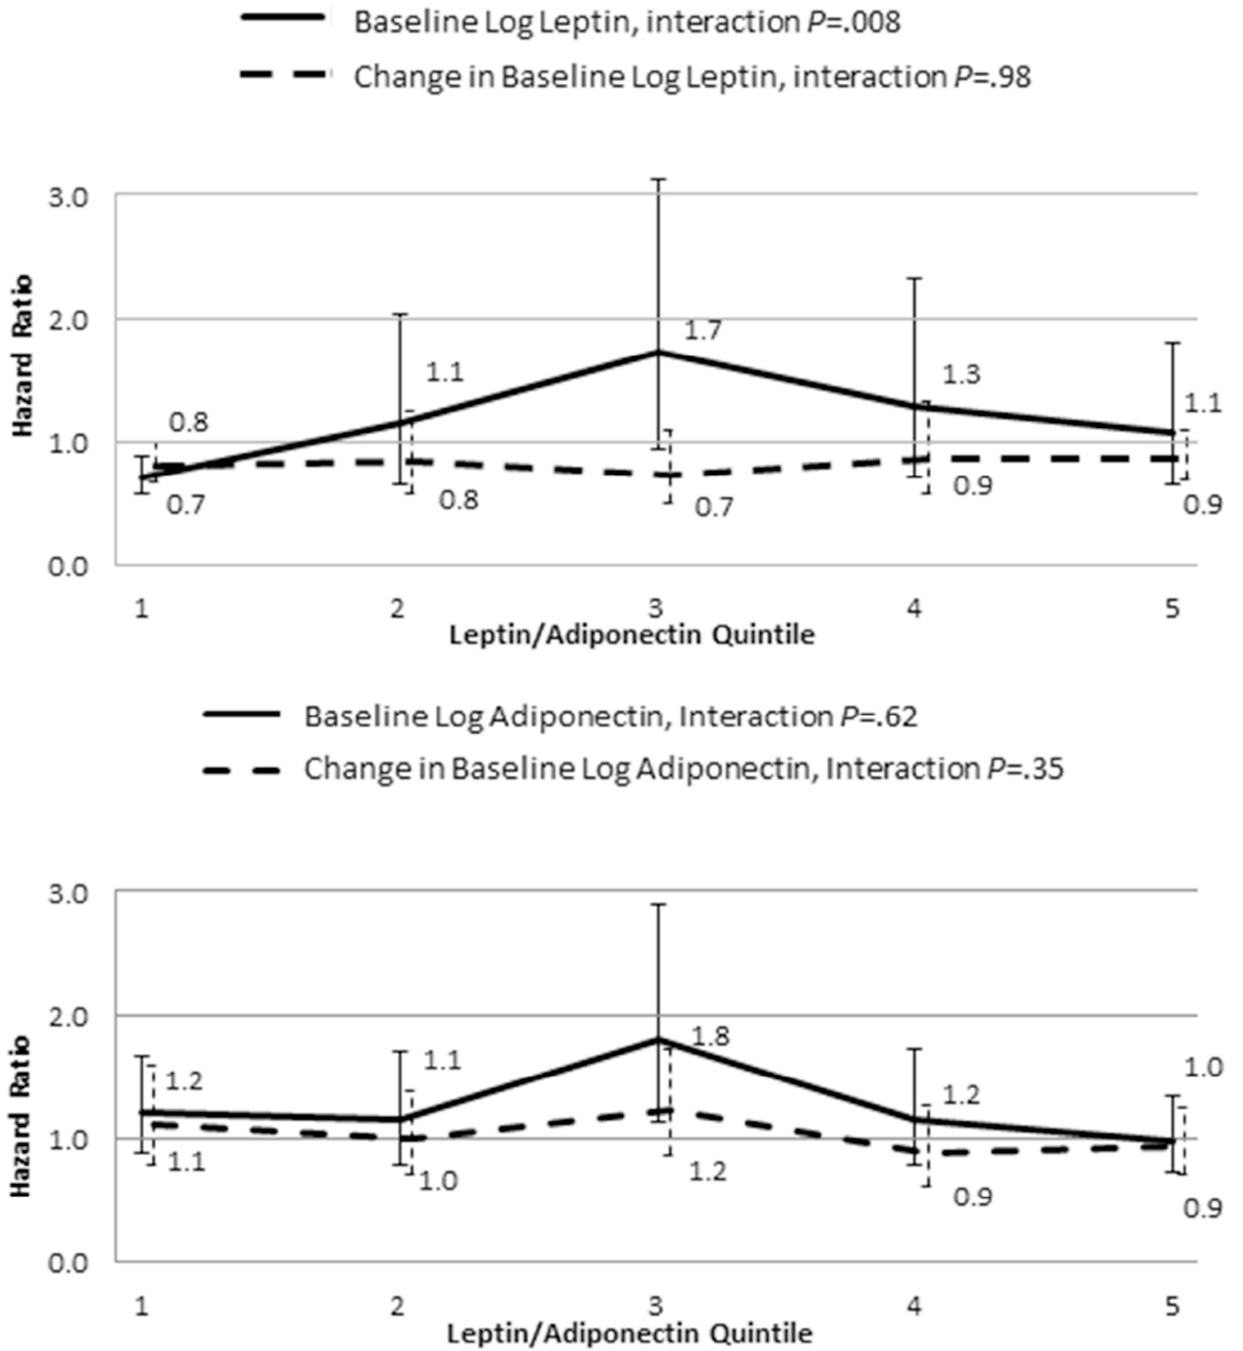 Baseline Log Leptin, interaction P=.008
Change in Baseline Log Leptin, interaction P=.98
3.0
2.0
1.0
0.0
Hazard Ratio
0.8
0.7
1.1
0.8
1.7
0.7
1.3
0.9
1.1
0.9
1 2 3 4 5
Leptin/Adiponectin Quintile
Baseline Log Adiponectin, Interaction P=.62
Change in Baseline Log Adiponectin, Interaction P=.35
3.0
2.0
1.0
0.0
Hazard Ratio
1.2
1.1
1.1
1.0
1.8
1.2
1.2
0.9
1.0
0.9
1 2 3 4 5
Leptin/Adiponectin Quintile